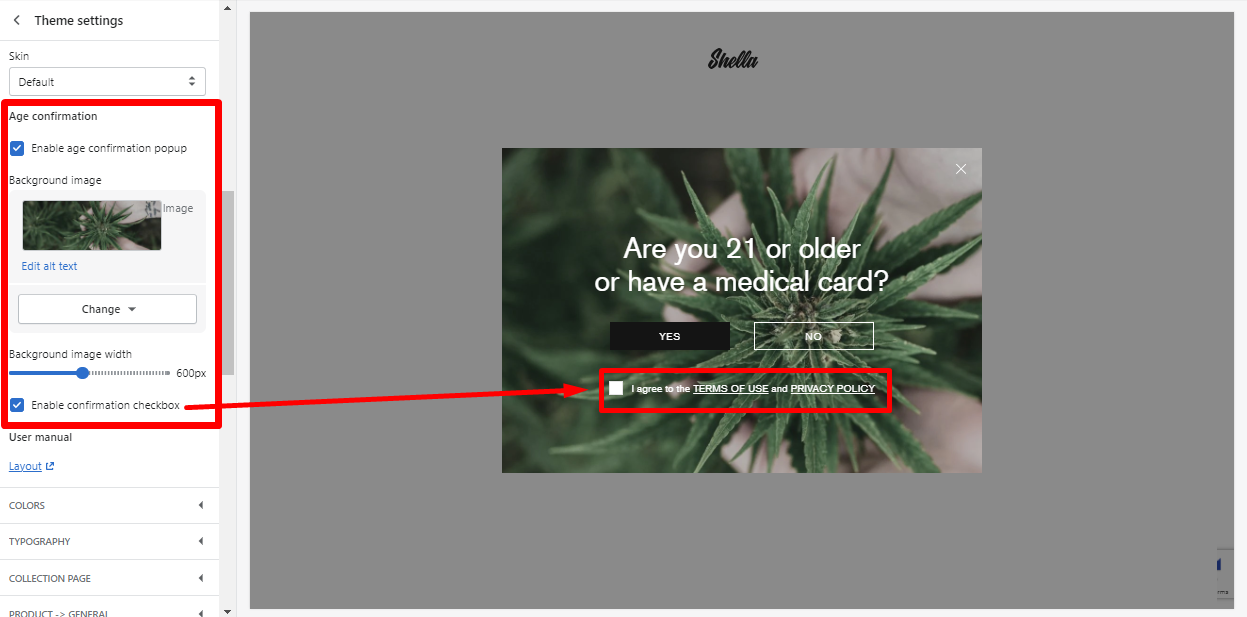 Theme settings
Skin
Default
Age confirmation
Enable age confirmation popup
Background image
Image
Edit alt text
Change
Background image width
600px
Enable confirmation checkbox
User manual
Layout
COLORS
TYPOGRAPHY
COLLECTION PAGE
PRODUCT -> GENERAL
Shella
Are you 21 or older
or have a medical card?
YES
NO
I agree to the TERMS OF USE and PRIVACY POLICY